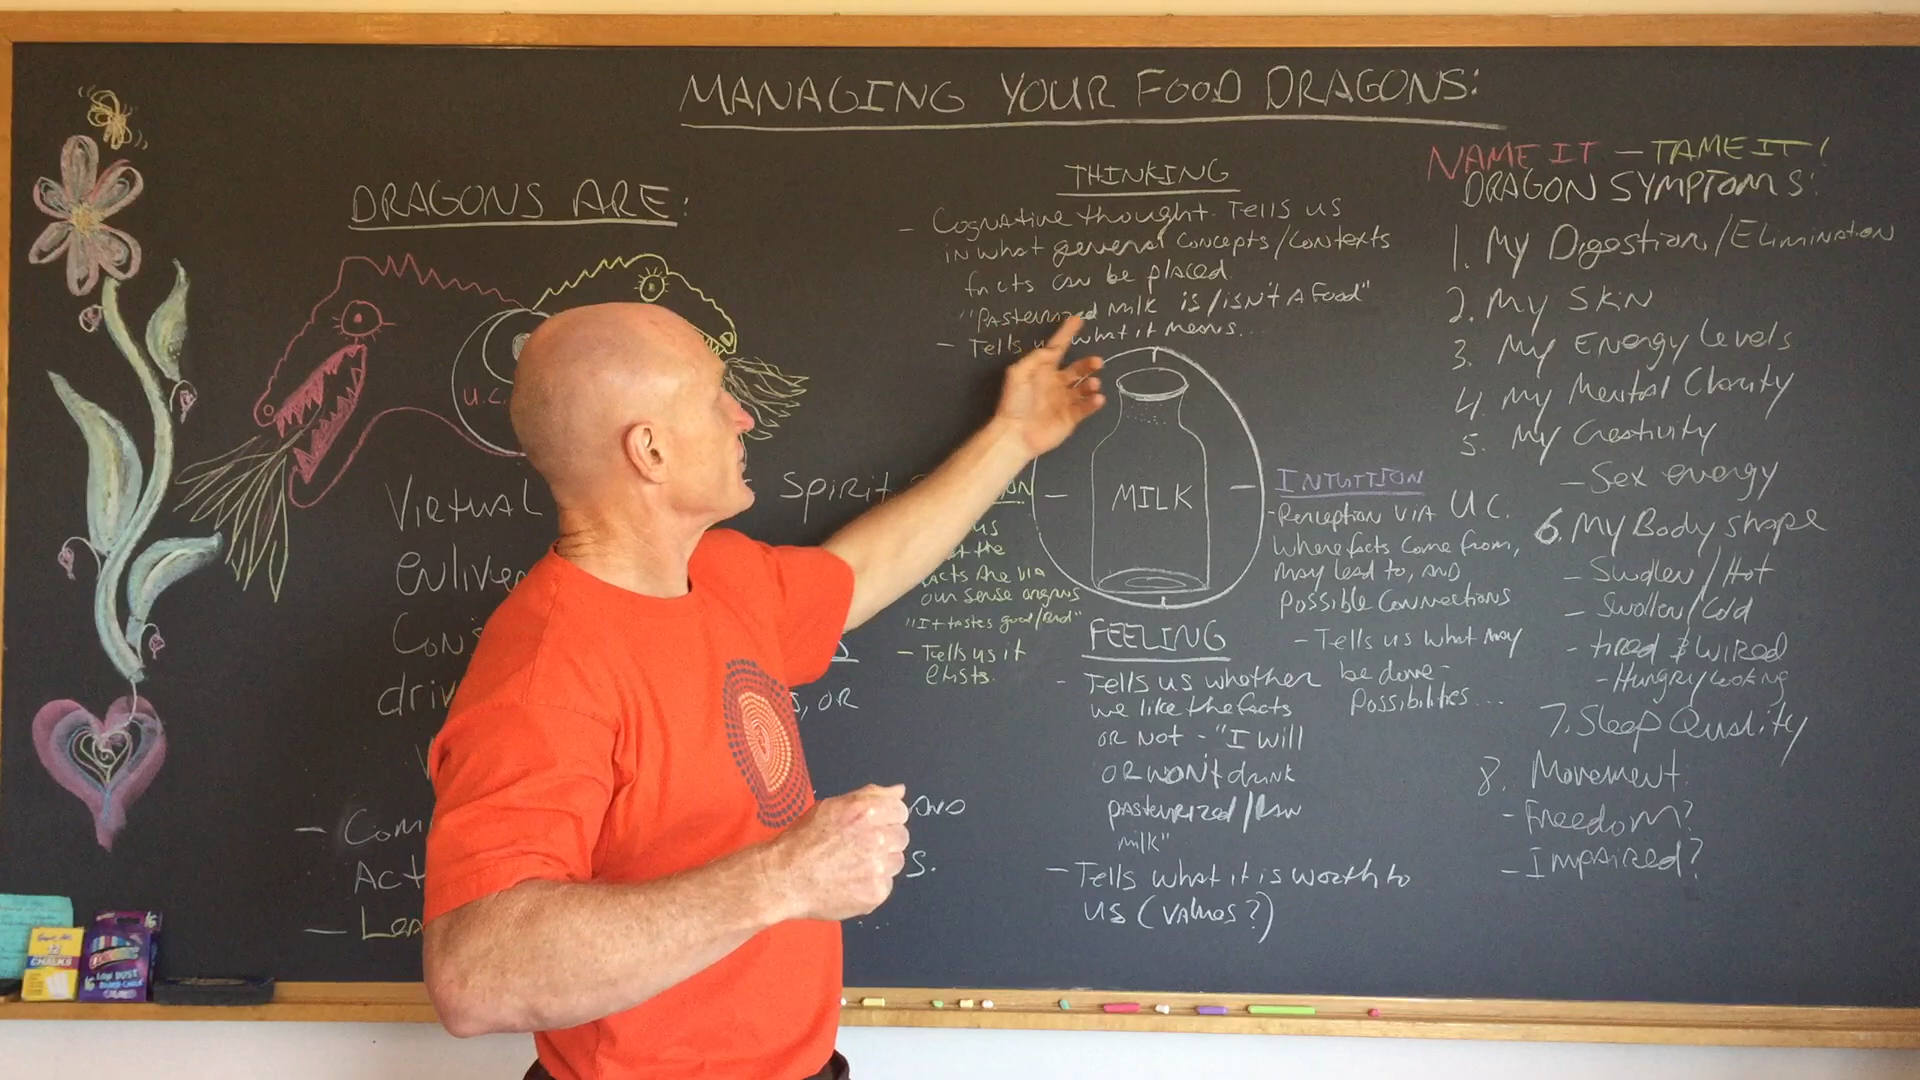 MANAGING YOUR FOOD DRAGONS:
DRAGONS ARE:
U.C.
VIRTUAL
Spirit
enliven
driv
s, OR
Com
AND
Act
s.
Lea
THINKING
- Cognative thought. Tells us
in what general concepts/contexts
facts can be placed.
"Pasteurized milk is/isn't a food"
- Tells us what it means...
MILK
us
the
facts are via
our sense organs
"It tastes good/Bad"
- Tells us it
exists.
INTUITION
- Perception via U.C.
where facts come from,
may lead to, and
possible connections
- Tells us what may
be done -
possibilities...
FEELING
- Tells us whether
we like the facts
or not - "I will
or won't drink
pasteurized/raw
milk"
- Tells what it is worth to
us (values?)
NAME IT - TAME IT!
DRAGON SYMPTOMS:
1. My Digestion/Elimination
2. My Skin
3. My Energy Levels
4. My Mental Clarity
5. My Creativity
- Sex energy
6. My Body shape
- Swollen/Hot
- Swollen/Cold
- tired & wired
- Hungry looking
7. Sleep Quality
8. Movement.
- Freedom?
- Impaired?
CHALKS